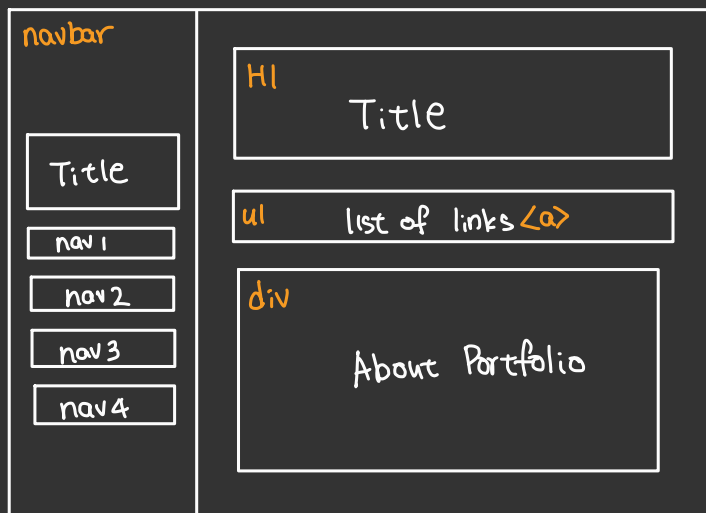 navbar
Title
nav 1
nav 2
nav 3
nav 4
H1
Title
ul list of links <a>
div
About Portfolio